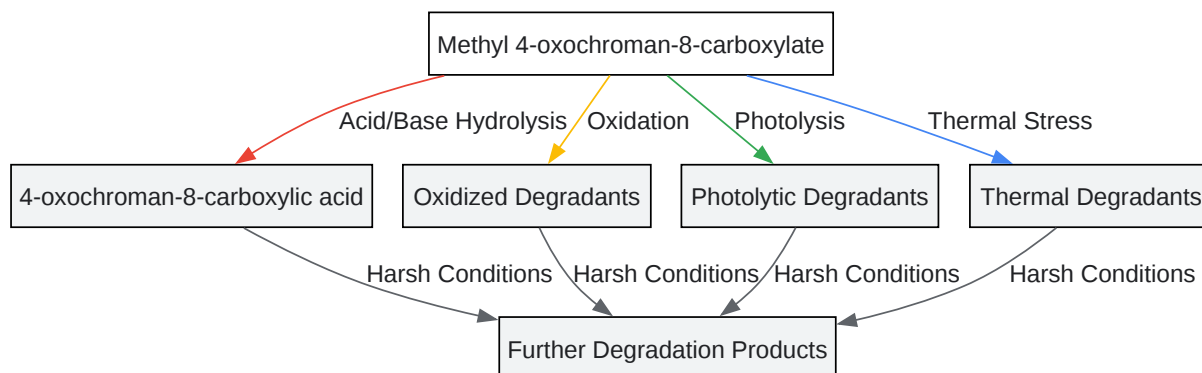 Methyl 4-oxochroman-8-carboxylate
Acid/Base Hydrolysis
Oxidation
Photolysis
Thermal Stress
4-oxochroman-8-carboxylic acid
Oxidized Degradants
Photolytic Degradants
Thermal Degradants
Harsh Conditions
Harsh Conditions
Harsh Conditions
Harsh Conditions
Further Degradation Products